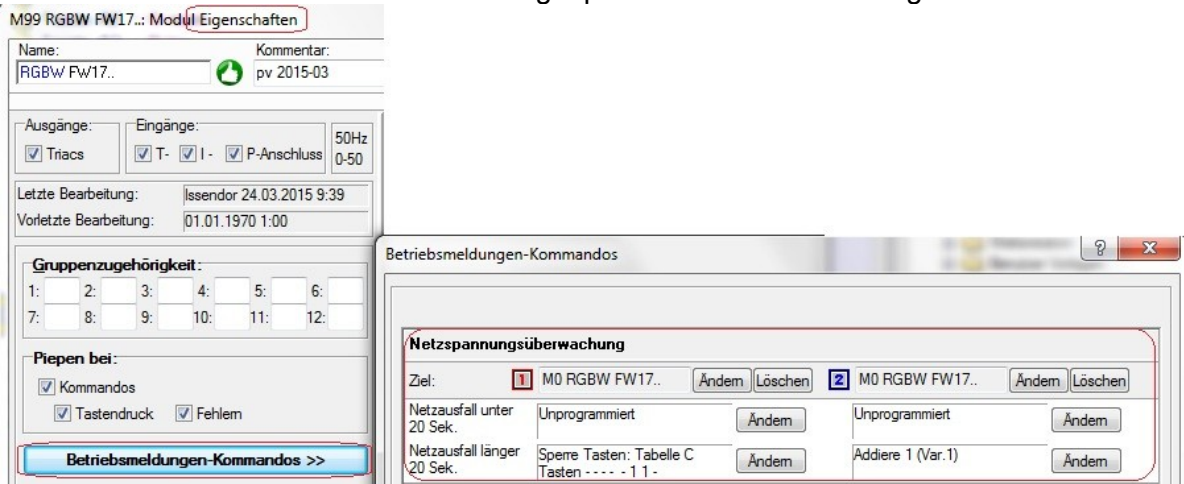 M99 RGBW FW17..: Modul Eigenschaften
Name: Kommentar:
RGBW FW17.. pv 2015-03
Ausgänge: Eingänge: 50Hz
Triacs T- I- P-Anschluss 0-50
Letzte Bearbeitung: Issendor 24.03.2015 9:39
Vorletzte Bearbeitung: 01.01.1970 1:00
Gruppenzugehörigkeit:
1: 2: 3: 4: 5: 6:
7: 8: 9: 10: 11: 12:
Piepen bei:
Kommandos
Tastendruck Fehlern
Betriebsmeldungen-Kommandos >>
Betriebsmeldungen-Kommandos
Netzspannungsüberwachung
Ziel: 1 M0 RGBW FW17.. Ändern Löschen 2 M0 RGBW FW17.. Ändern Löschen
Netzausfall unter 20 Sek. Unprogrammiert Ändern Unprogrammiert Ändern
Netzausfall länger 20 Sek. Sperre Tasten: Tabelle C Tasten - - - - - 1 1 - Ändern Addiere 1 (Var.1) Ändern